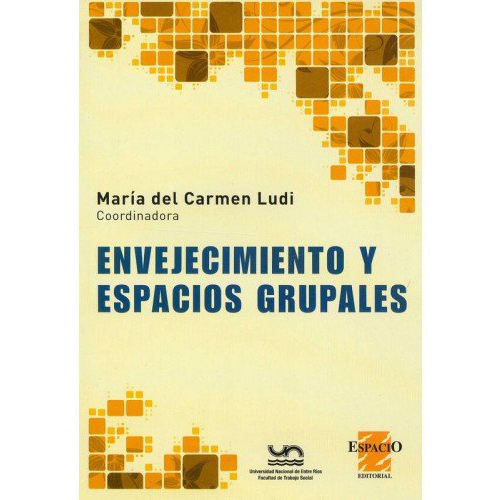 María del Carmen Ludi
Coordinadora
ENVEJECIMIENTO Y
ESPACIOS GRUPALES
Universidad Nacional de Entre Ríos
Facultad de Trabajo Social
ESPACIO
EDITORIAL